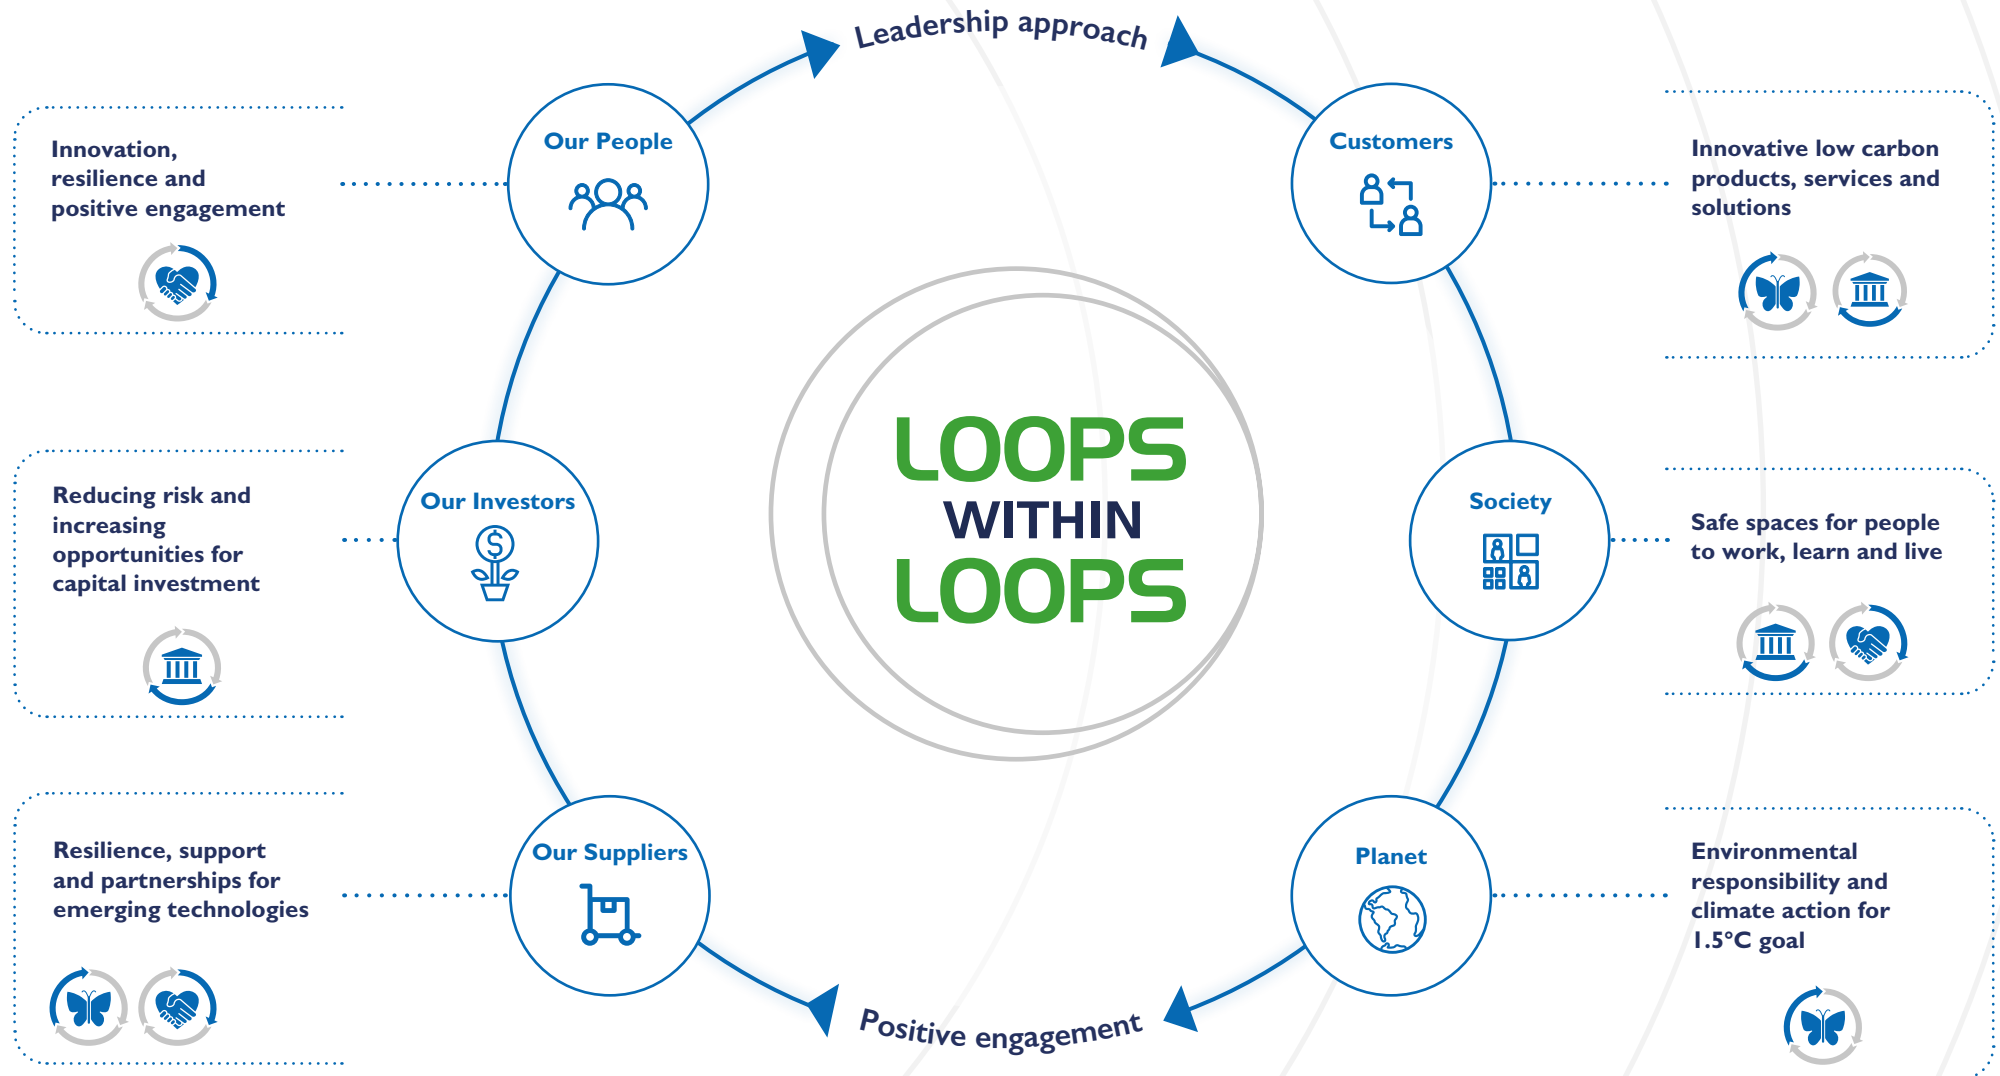 Leadership approach
Our People
Innovation,
resilience and
positive engagement
Our Investors
Reducing risk and
increasing
opportunities for
capital investment
Our Suppliers
Resilience, support
and partnerships for
emerging technologies
LOOPS
WITHIN
LOOPS
Customers
Innovative low carbon
products, services and
solutions
Society
Safe spaces for people
to work, learn and live
Planet
Environmental
responsibility and
climate action for
1.5°C goal
Positive engagement